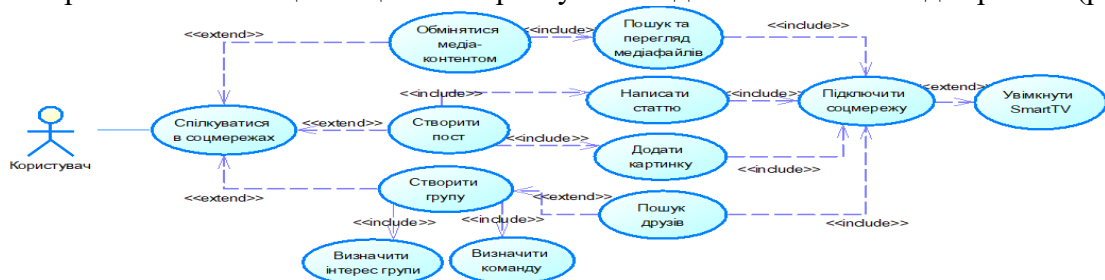 <<extend>>
Обмінятися
медіа-
контентом
<<include>>
Пошук та
перегляд
медіафайлів
<<include>>
Користувач
Спілкуватися
в соцмережах
<<extend>>
Створити
пост
<<include>>
Написати
статтю
<<include>>
Підключити
соцмережу
<<extend>>
Увімкнути
SmartTV
<<include>>
Додати
картинку
<<include>>
<<extend>>
Створити
групу
<<extend>>
Пошук
друзів
<<include>>
<<include>>
<<include>>
Визначити
інтерес групи
Визначити
команду